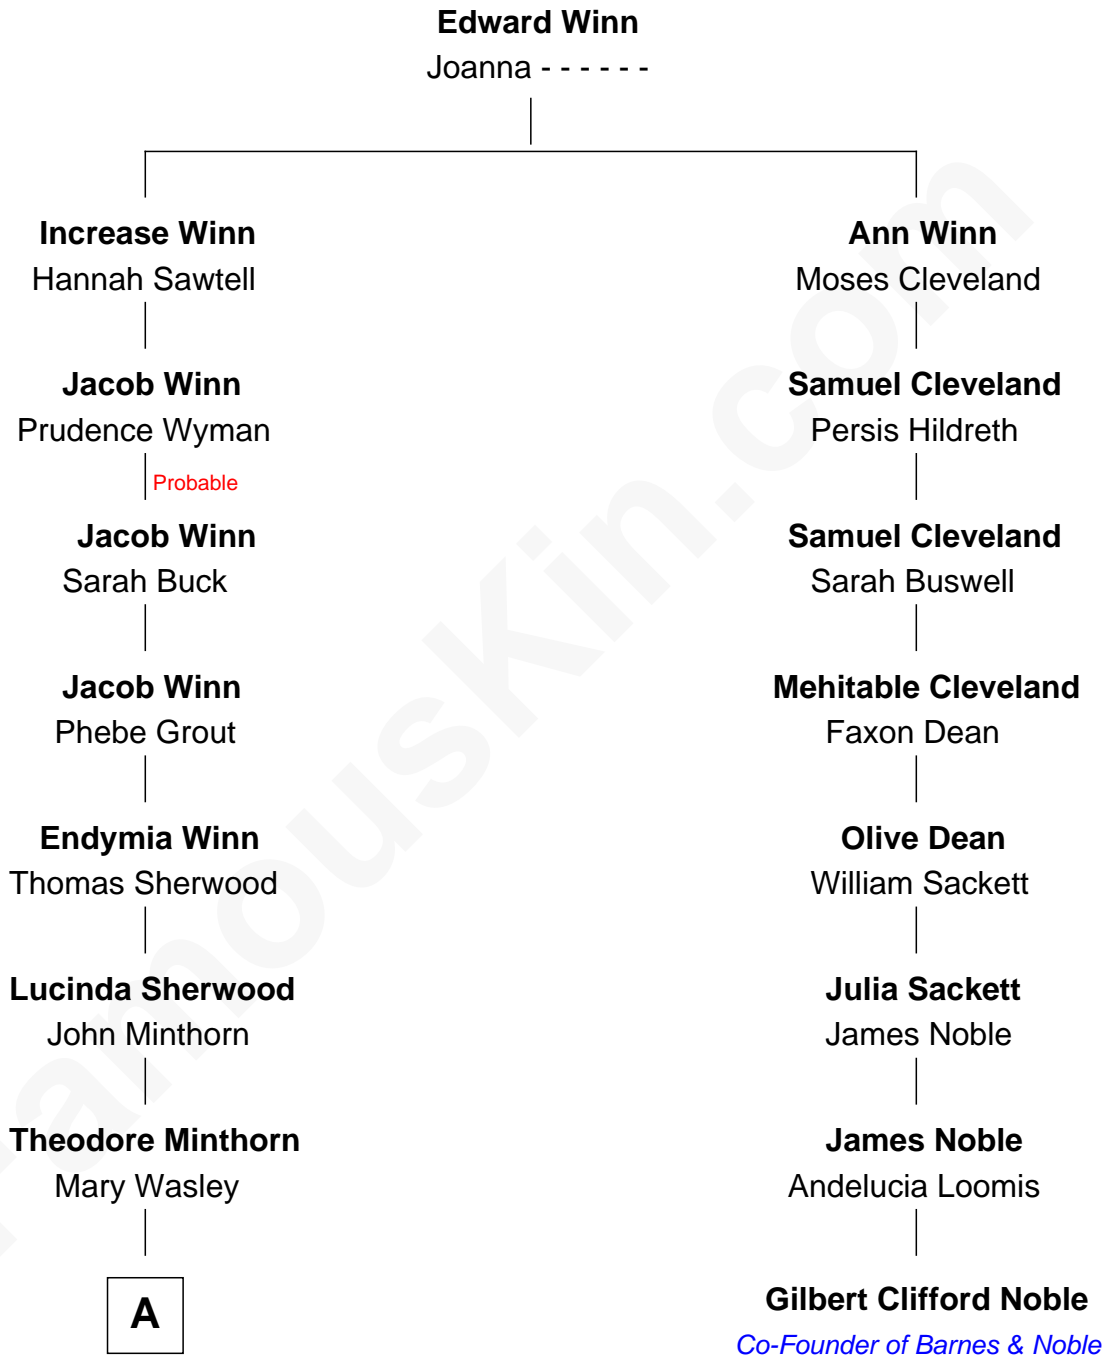 Edward Winn
Joanna - - - - - -
Increase Winn
Hannah Sawtell
Ann Winn
Moses Cleveland
Jacob Winn
Prudence Wyman
Samuel Cleveland
Persis Hildreth
Probable
Jacob Winn
Sarah Buck
Samuel Cleveland
Sarah Buswell
Jacob Winn
Phebe Grout
Mehitable Cleveland
Faxon Dean
Endymia Winn
Thomas Sherwood
Olive Dean
William Sackett
Lucinda Sherwood
John Minthorn
Julia Sackett
James Noble
Theodore Minthorn
Mary Wasley
James Noble
Andelucia Loomis
A
Gilbert Clifford Noble
Co-Founder of Barnes & Noble
FamousKin.com